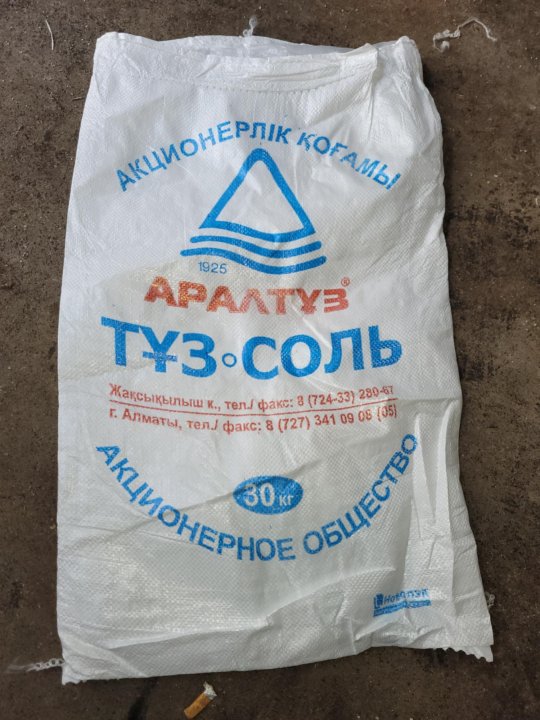 АКЦИОНЕРЛІК ҚОҒАМЫ
1925
АРАЛТҰЗ®
ТҰЗ•СОЛЬ
Жақсықылыш к., тел./ факс: 8 (724-33) 280-67
г. Алматы, тел./ факс: 8 (727) 341 09 08 (05)
30 кг
АКЦИОНЕРНОЕ ОБЩЕСТВО